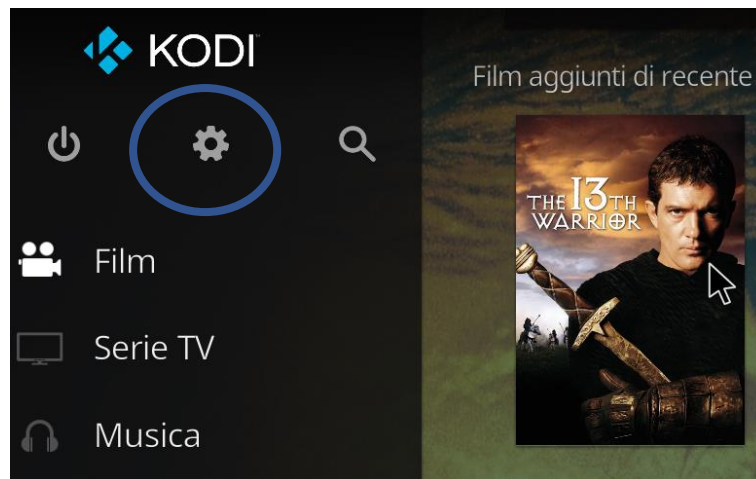 KODI
Film aggiunti di recente
THE 13TH
WARRIOR
Film
Serie TV
Musica